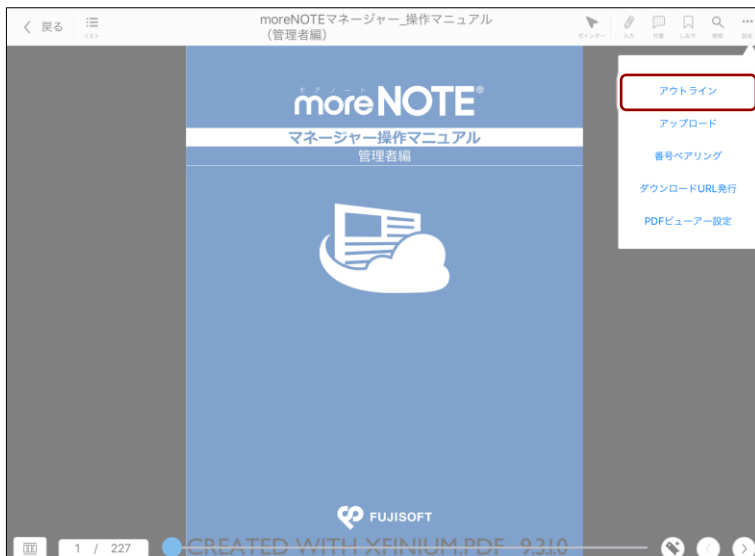 戻る
リスト
moreNOTEマネージャー_操作マニュアル
（管理者編）
ポインター
入力
付箋
しおり
検索
設定
アウトライン
アップロード
番号ペアリング
ダウンロードURL発行
PDFビューアー設定
モアノート
moreNOTE®
マネージャー操作マニュアル
管理者編
FUJISOFT
1 / 227
CREATED WITH XFINIUM.PDF 9.3.1.0